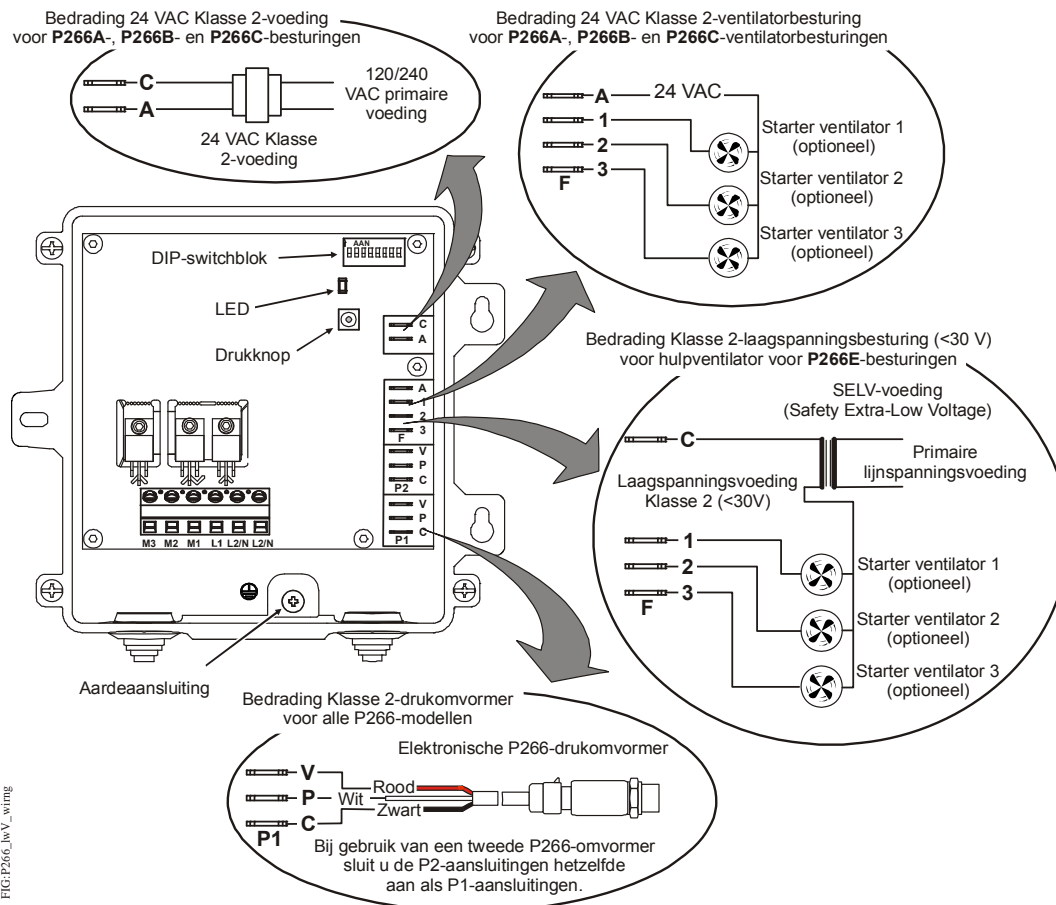 Bedrading 24 VAC Klasse 2-voeding
voor P266A-, P266B- en P266C-besturingen
C
A
120/240
VAC primaire
voeding
24 VAC Klasse
2-voeding
Bedrading 24 VAC Klasse 2-ventilatorbesturing
voor P266A-, P266B- en P266C-ventilatorbesturingen
A
24 VAC
1
2
3
F
Starter ventilator 1
(optioneel)
Starter ventilator 2
(optioneel)
Starter ventilator 3
(optioneel)
DIP-switchblok
AAN
LED
Drukknop
C
A
A
1
2
3
F
V
P
C
P2
V
P
C
P1
M3 M2 M1 L1 L2/N L2/N
Aardeaansluiting
Bedrading Klasse 2-laagspanningsbesturing (<30 V)
voor hulpventilator voor P266E-besturingen
SELV-voeding
(Safety Extra-Low Voltage)
C
Primaire
lijnspanningsvoeding
Laagspanningsvoeding
Klasse 2 (<30V)
1
2
3
F
Starter ventilator 1
(optioneel)
Starter ventilator 2
(optioneel)
Starter ventilator 3
(optioneel)
Bedrading Klasse 2-drukomvormer
voor alle P266-modellen
Elektronische P266-drukomvormer
V
Rood
P
Wit
Zwart
C
P1
Bij gebruik van een tweede P266-omvormer
sluit u de P2-aansluitingen hetzelfde
aan als P1-aansluitingen.
FIG:P266_lwV_wirng